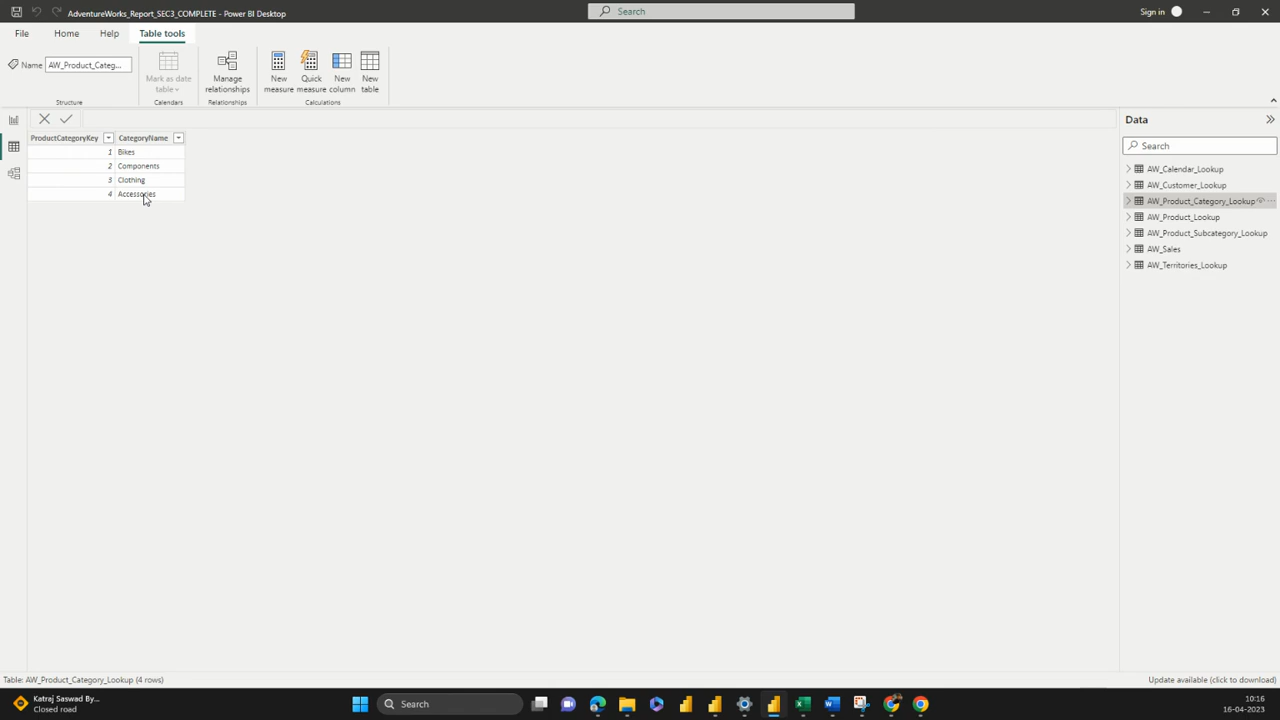 AdventureWorks_Report_SEC3_COMPLETE - Power BI Desktop
Search
Sign in
File Home Help Table tools
Name AW_Product_Categ...
Mark as date table
Manage relationships
New measure
Quick measure
New column
New table
Structure Calendars Relationships Calculations
ProductCategoryKey CategoryName
1 Bikes
2 Components
3 Clothing
4 Accessories
Data
Search
AW_Calendar_Lookup
AW_Customer_Lookup
AW_Product_Category_Lookup
AW_Product_Lookup
AW_Product_Subcategory_Lookup
AW_Sales
AW_Territories_Lookup
Table: AW_Product_Category_Lookup (4 rows)
Update available (click to download)
Katraj Saswad By...
Closed road
Search
10:16
16-04-2023